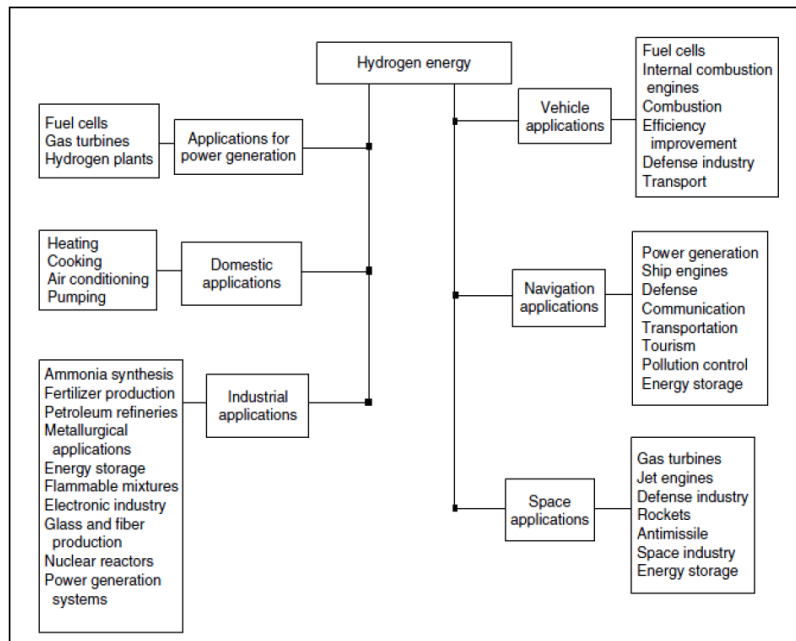 Hydrogen energy
Fuel cells
Gas turbines
Hydrogen plants
Applications for
power generation
Heating
Cooking
Air conditioning
Pumping
Domestic
applications
Ammonia synthesis
Fertilizer production
Petroleum refineries
Metallurgical
applications
Energy storage
Flammable mixtures
Electronic industry
Glass and fiber
production
Nuclear reactors
Power generation
systems
Industrial
applications
Vehicle
applications
Fuel cells
Internal combustion
engines
Combustion
Efficiency
improvement
Defense industry
Transport
Navigation
applications
Power generation
Ship engines
Defense
Communication
Transportation
Tourism
Pollution control
Energy storage
Space
applications
Gas turbines
Jet engines
Defense industry
Rockets
Antimissile
Space industry
Energy storage